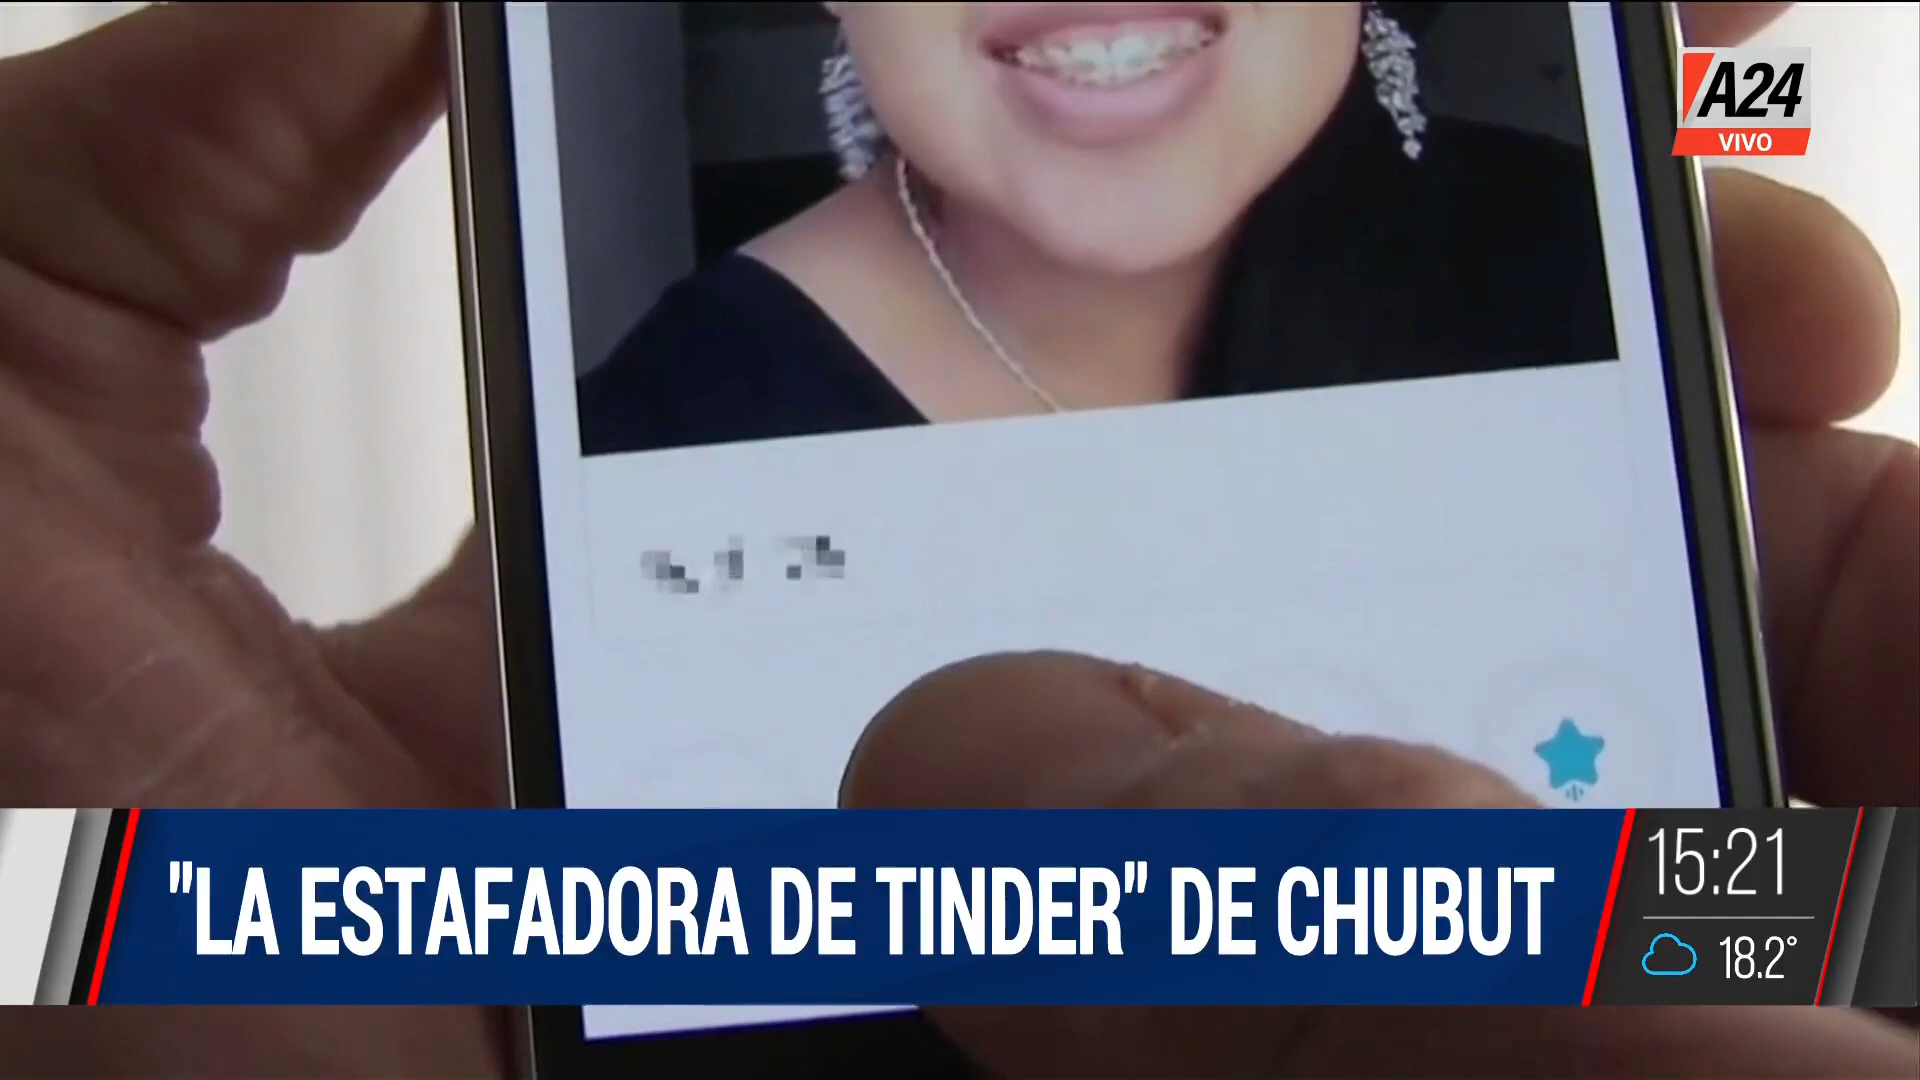 A24
VIVO
"LA ESTAFADORA DE TINDER" DE CHUBUT
15:21
18.2°